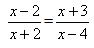 (x − 2)/(x + 2) = (x + 3)/(x − 4)